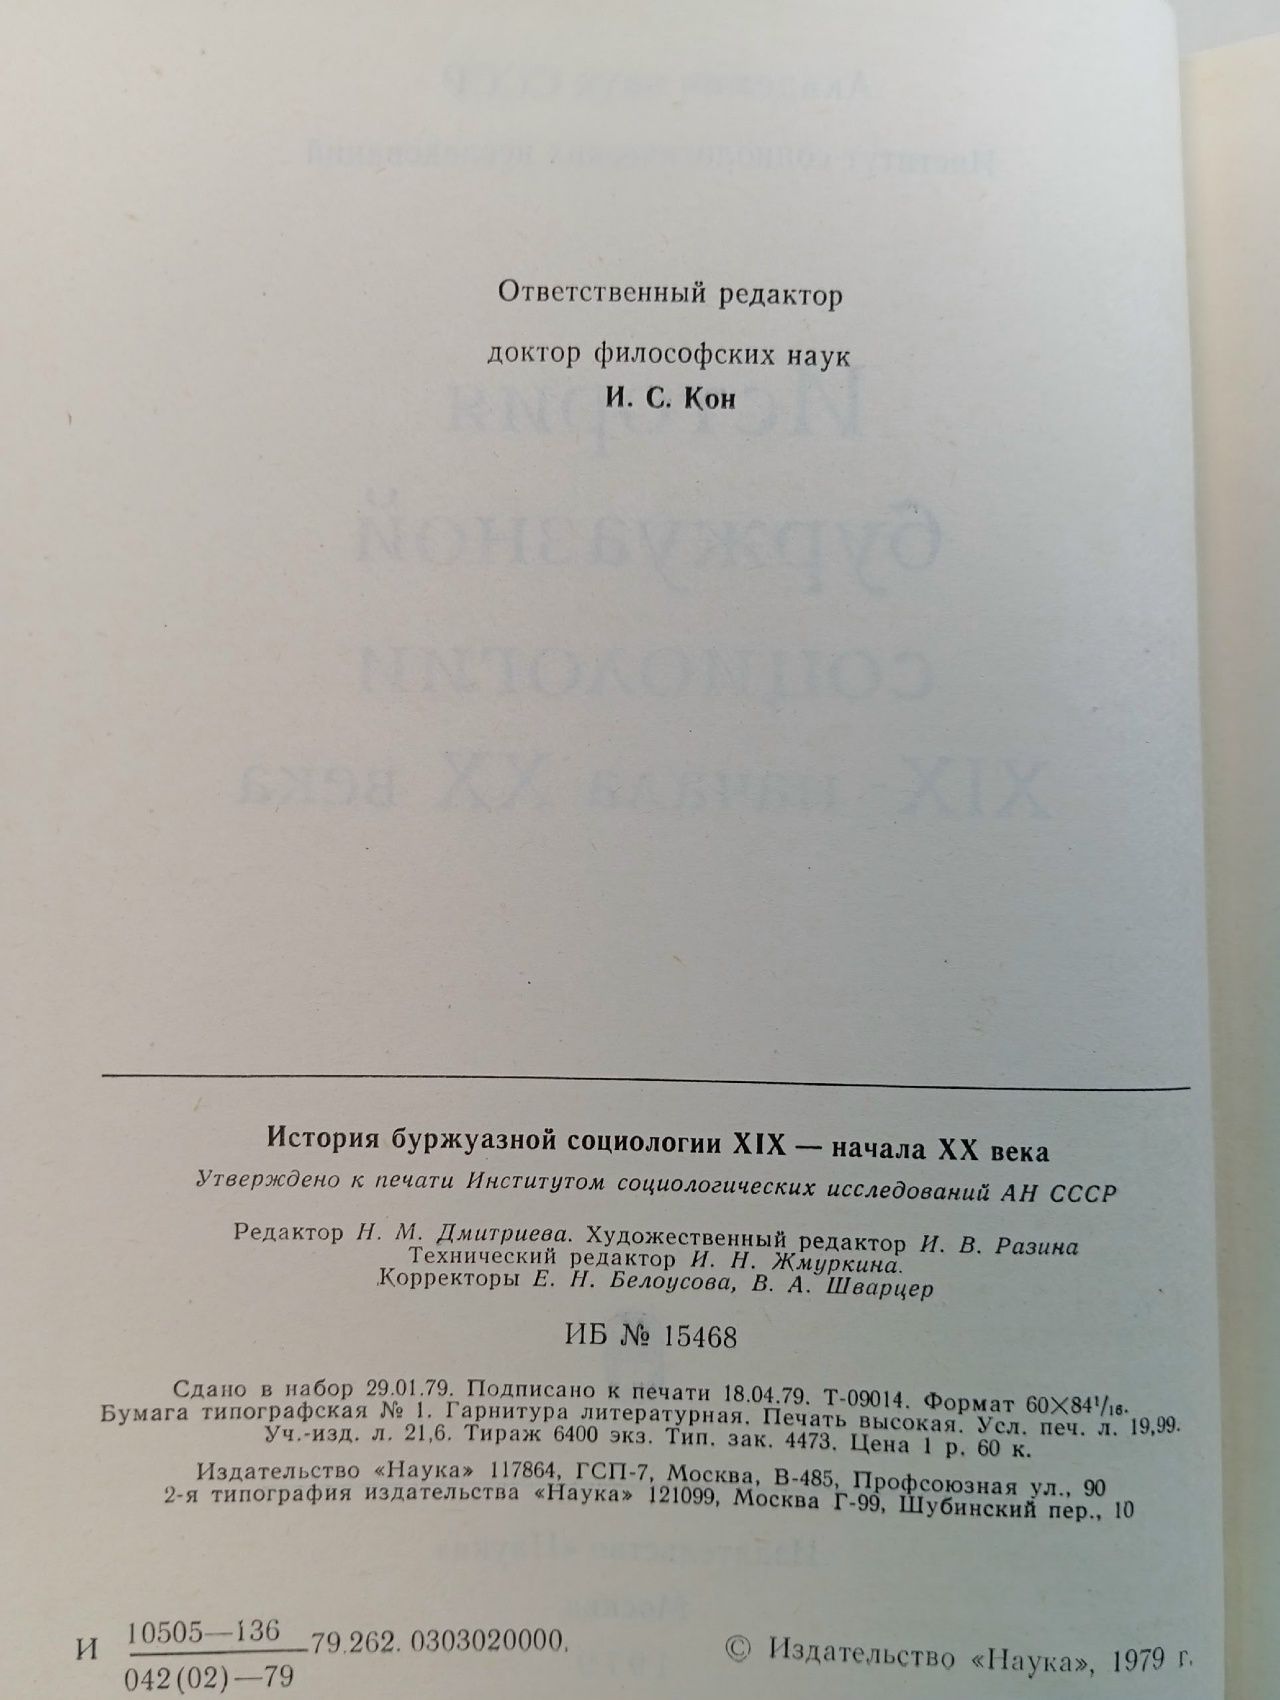 Ответственный редактор
доктор философских наук
И. С. Кон
История буржуазной социологии XIX — начала XX века
Утверждено к печати Институтом социологических исследований АН СССР
Редактор Н. М. Дмитриева. Художественный редактор И. В. Разина
Технический редактор И. Н. Жмуркина.
Корректоры Е. Н. Белоусова, В. А. Шварцер
ИБ № 15468
Сдано в набор 29.01.79. Подписано к печати 18.04.79. Т-09014. Формат 60×84¹/₁₆.
Бумага типографская № 1. Гарнитура литературная. Печать высокая. Усл. печ. л. 19,99.
Уч.-изд. л. 21,6. Тираж 6400 экз. Тип. зак. 4473. Цена 1 р. 60 к.
Издательство «Наука» 117864, ГСП-7, Москва, В-485, Профсоюзная ул., 90
2-я типография издательства «Наука» 121099, Москва Г-99, Шубинский пер., 10
И 10505—136 79.262. 0303020000.
042(02)—79
© Издательство «Наука», 1979 г.